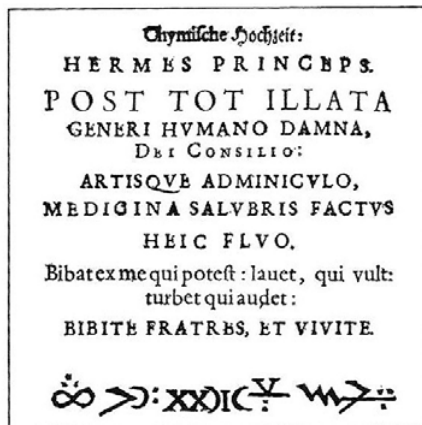 Chymische Hochzeit:
HERMES PRINCEPS.
POST TOT ILLATA
GENERI HVMANO DAMNA,
DEI CONSILIO:
ARTISQVE ADMINICVLO,
MEDICINA SALVBRIS FACTVS
HEIC FLVO.
Bibat ex me qui poteſt: lauet, qui vult:
turbet qui audet:
BIBITE FRATRES, ET VIVITE.